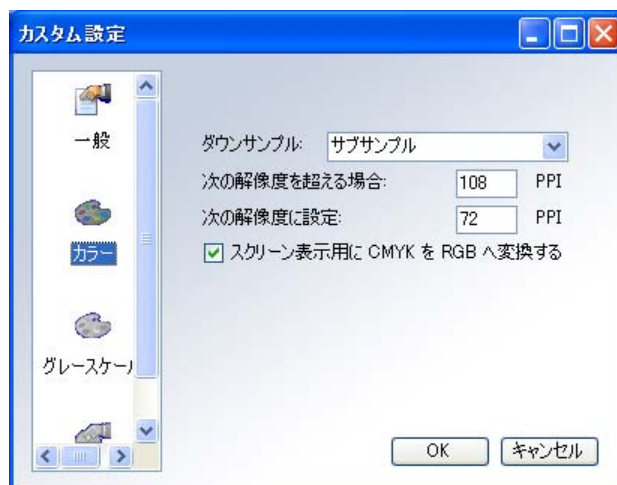 カスタム設定
一般
カラー
グレースケー
ダウンサンプル: サブサンプル
次の解像度を超える場合: 108 PPI
次の解像度に設定: 72 PPI
スクリーン表示用に CMYK を RGB へ変換する
OK キャンセル